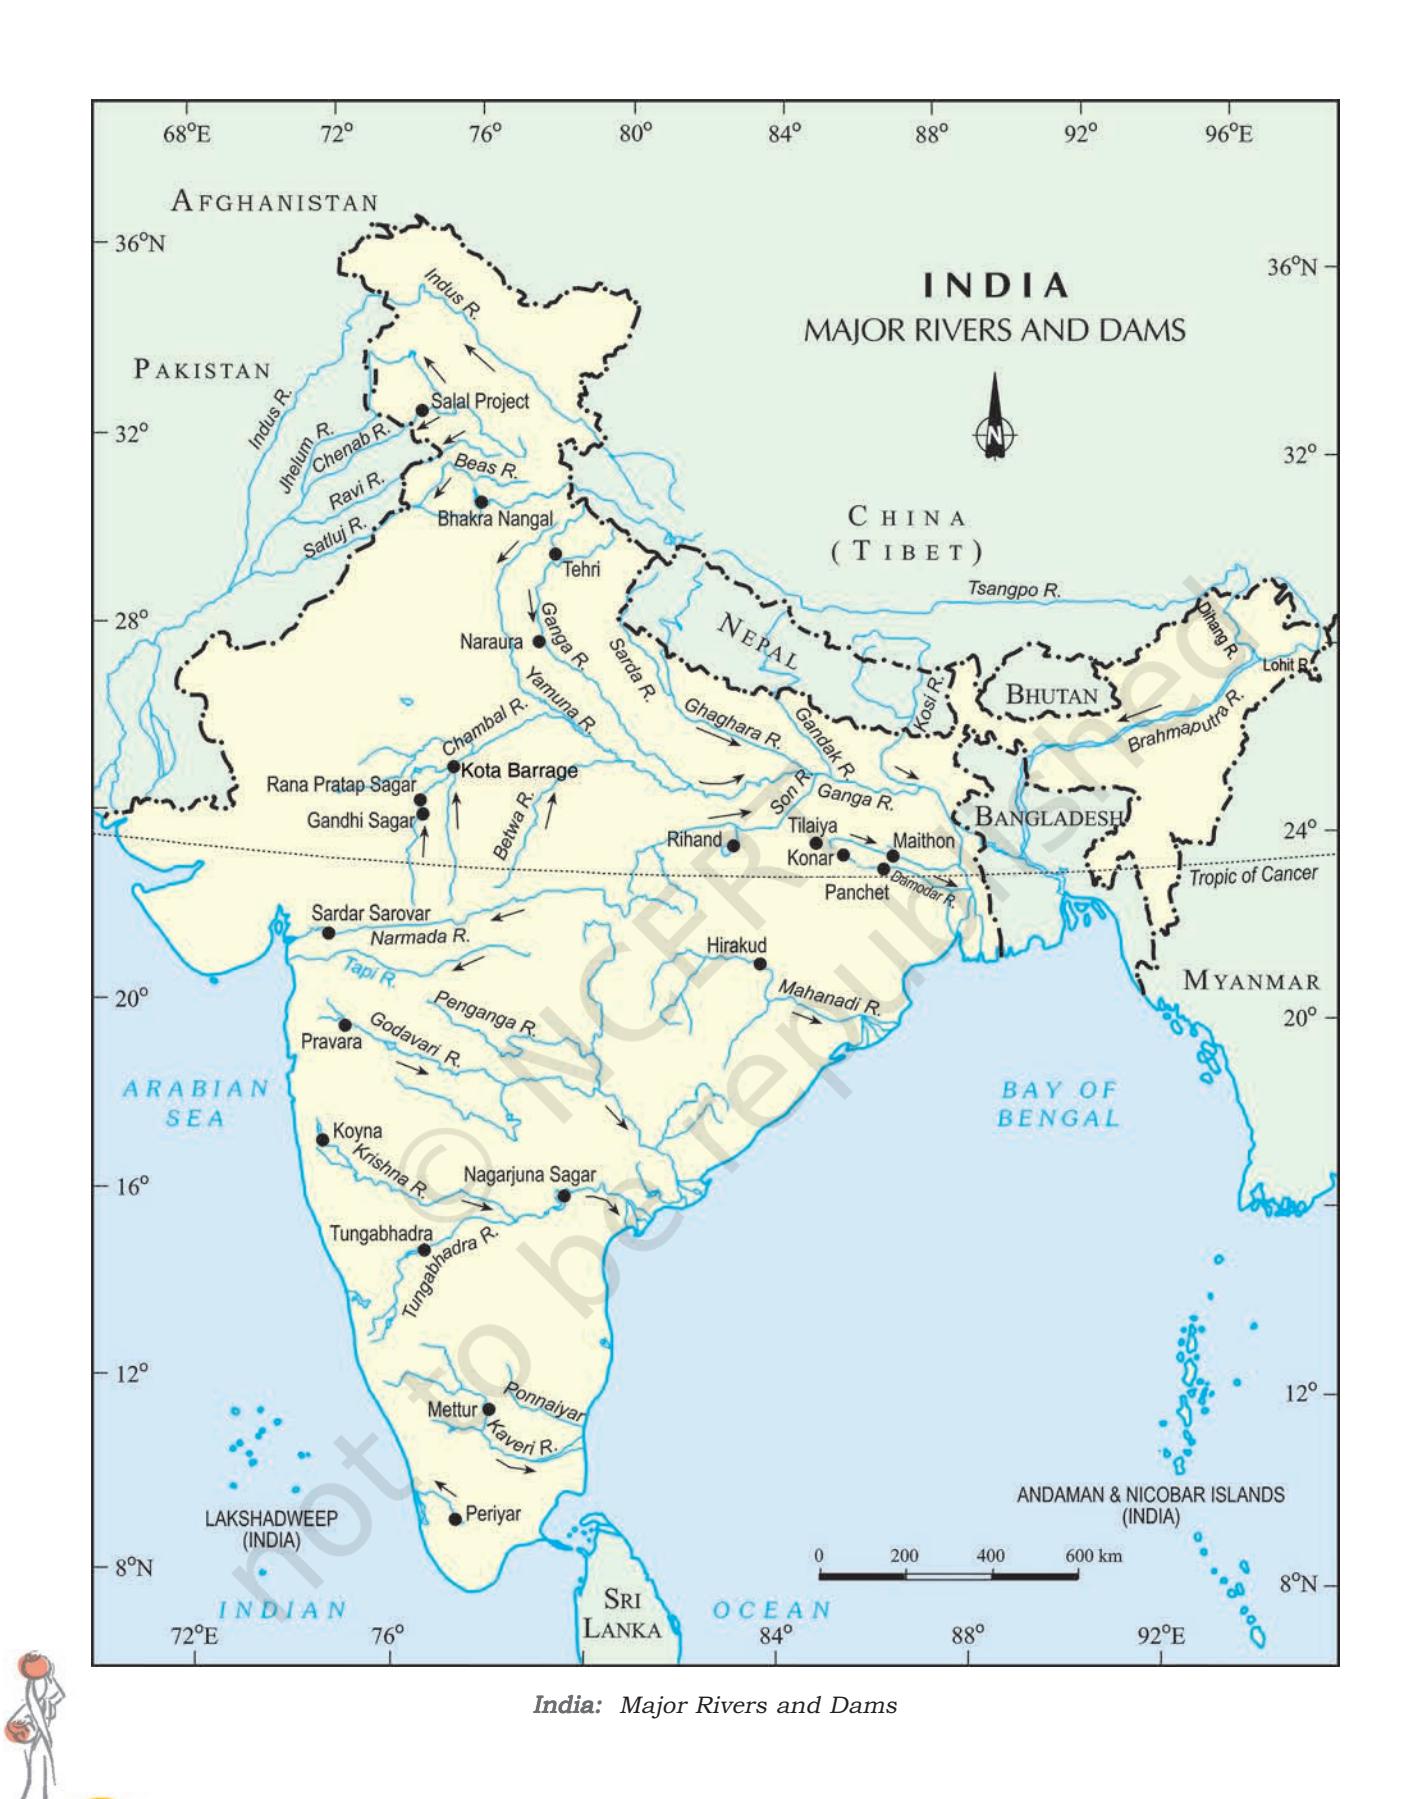 68°E 72° 76° 80° 84° 88° 92° 96°E
AFGHANISTAN
36°N
36°N
INDIA
MAJOR RIVERS AND DAMS
Indus R.
PAKISTAN
N
Indus R.
Salal Project
32°
32°
Jhelum R.
Chenab R.
Beas R.
Ravi R.
Satluj R.
Bhakra Nangal
CHINA
(TIBET)
Tehri
Tsangpo R.
28°
Dihang R.
Lohit R.
Naraura
Ganga R.
Sarda R.
NEPAL
BHUTAN
Yamuna R.
Kosi R.
Brahmaputra R.
Chambal R.
Ghaghara R.
Gandak R.
Kota Barrage
Rana Pratap Sagar
Gandhi Sagar
Betwa R.
Son R.
Ganga R.
BANGLADESH
24°
Rihand
Tilaiya
Maithon
Konar
Panchet
Damodar R.
Tropic of Cancer
Sardar Sarovar
Narmada R.
Tapi R.
Hirakud
Mahanadi R.
MYANMAR
20°
20°
Penganga R.
Pravara
Godavari R.
ARABIAN
SEA
BAY OF
BENGAL
Koyna
Krishna R.
Nagarjuna Sagar
16°
Tungabhadra
Tungabhadra R.
12°
12°
Ponnaiyar
Mettur
Kaveri R.
Periyar
LAKSHADWEEP
(INDIA)
ANDAMAN & NICOBAR ISLANDS
(INDIA)
0 200 400 600 km
8°N
8°N
SRI
LANKA
INDIAN OCEAN
72°E 76° 84° 88° 92°E
© NCERT
not to be republished
India: Major Rivers and Dams